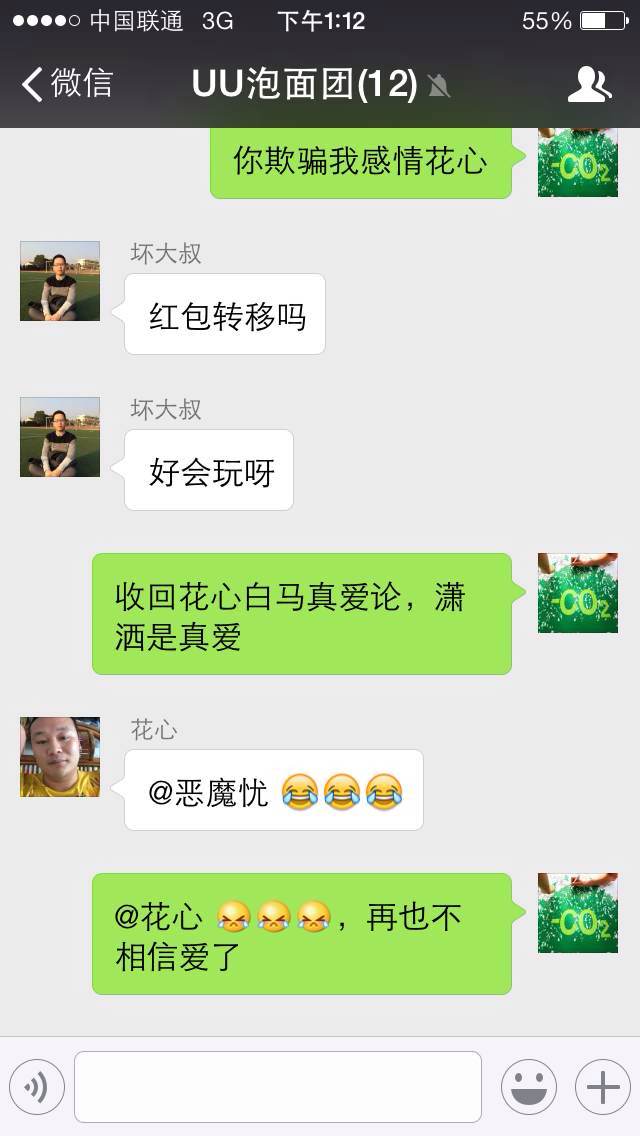 中国联通 3G 下午1:12 55%
微信 UU泡面团(12)
你欺骗我感情花心
坏大叔
红包转移吗
坏大叔
好会玩呀
收回花心白马真爱论，潇
洒是真爱
花心
@恶魔忧 😂😂😂
@花心 😭😭😭，再也不
相信爱了
-CO2
-CO2
-CO2